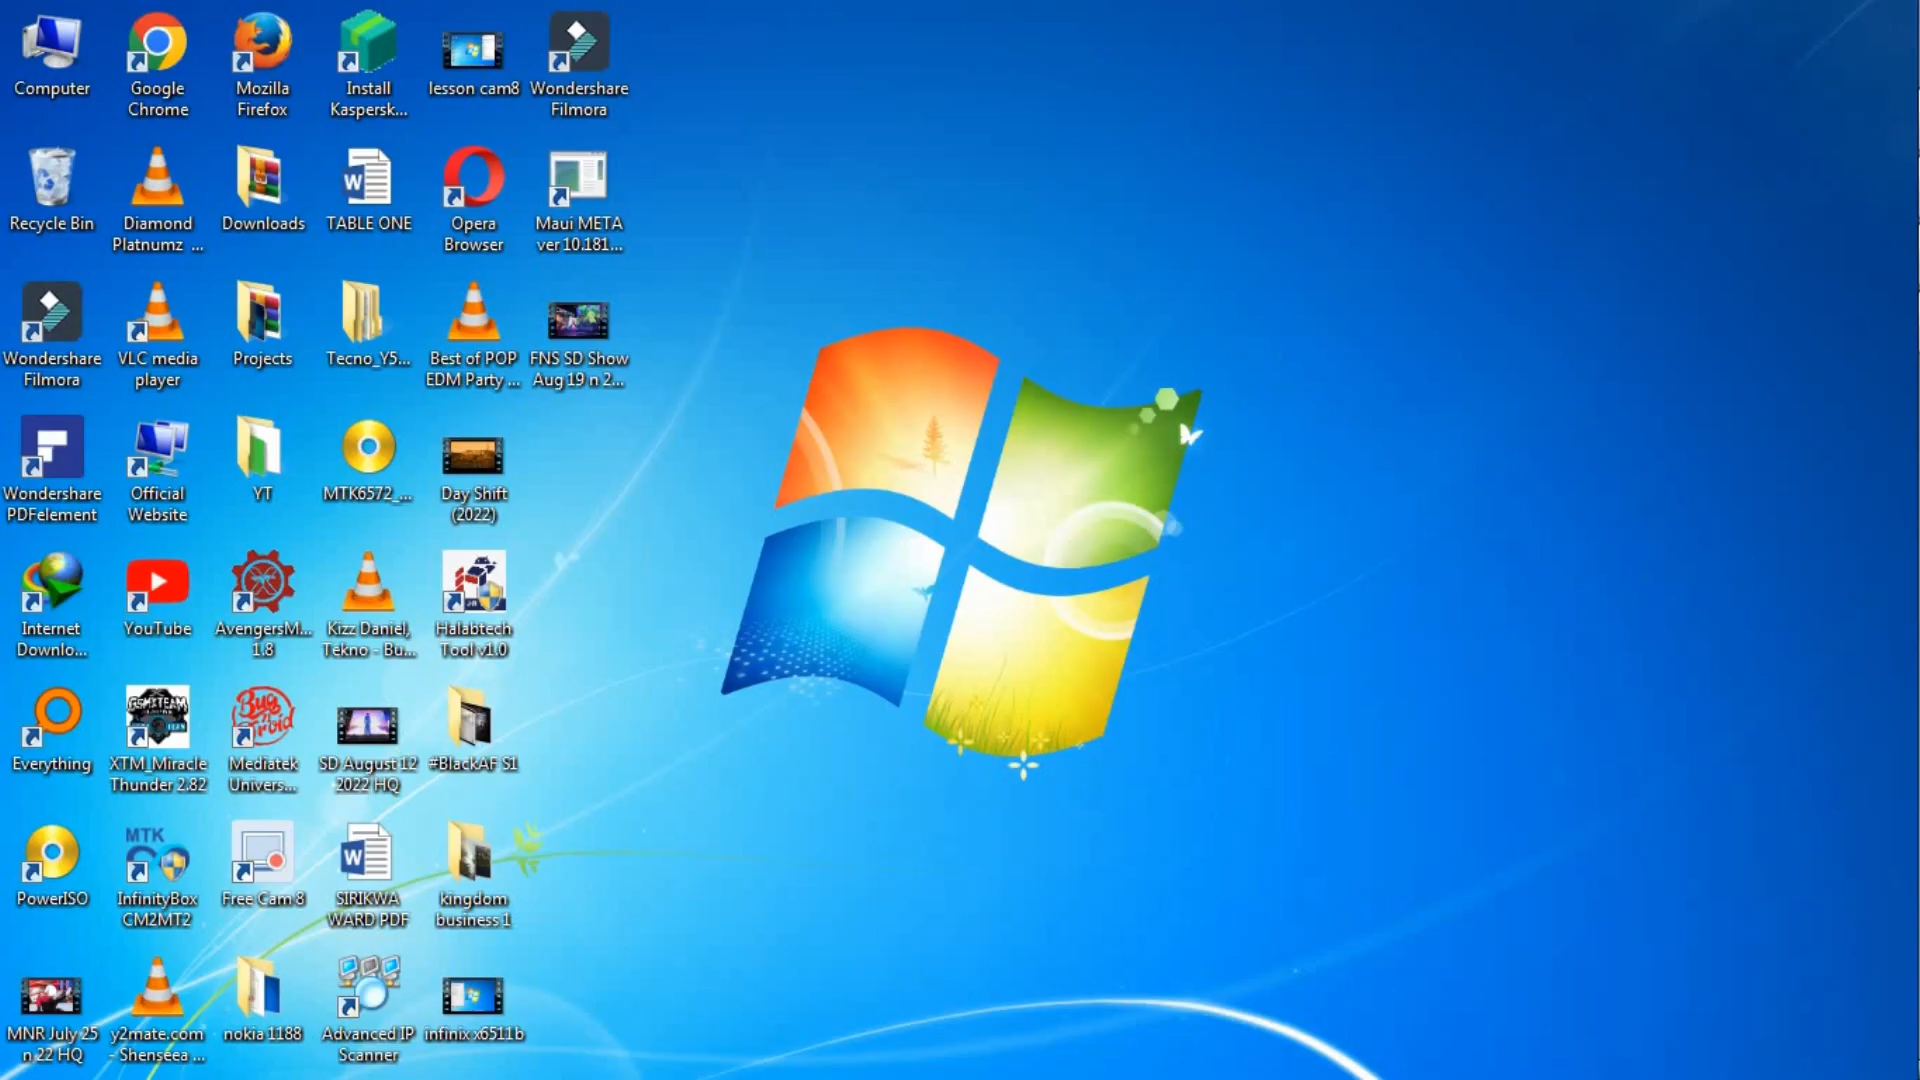 Computer
Google
Chrome
Mozilla
Firefox
Install
Kaspersk...
lesson cam8
Wondershare
Filmora
Recycle Bin
Diamond
Platnumz ...
Downloads
TABLE ONE
Opera
Browser
Maui META
ver 10.181...
Wondershare
Filmora
VLC media
player
Projects
Tecno_Y5...
Best of POP
EDM Party ...
FNS SD Show
Aug 19 n 2...
Wondershare
PDFelement
Official
Website
YT
MTK6572_...
Day Shift
(2022)
Internet
Downlo...
YouTube
AvengersM...
1.8
Kizz Daniel,
Tekno - Bu...
Halabtech
Tool v1.0
Everything
GSMXTEAM
XTM_Miracle
Thunder 2.82
Bug
n
Troid
Mediatek
Univers...
SD August 12
2022 HQ
#BlackAF S1
PowerISO
MTK
InfinityBox
CM2MT2
Free Cam 8
W
SIRIKWA
WARD PDF
kingdom
business 1
MNR July 25
n 22 HQ
y2mate.com
- Shenseea ...
nokia 1188
Advanced IP
Scanner
infinix x6511b